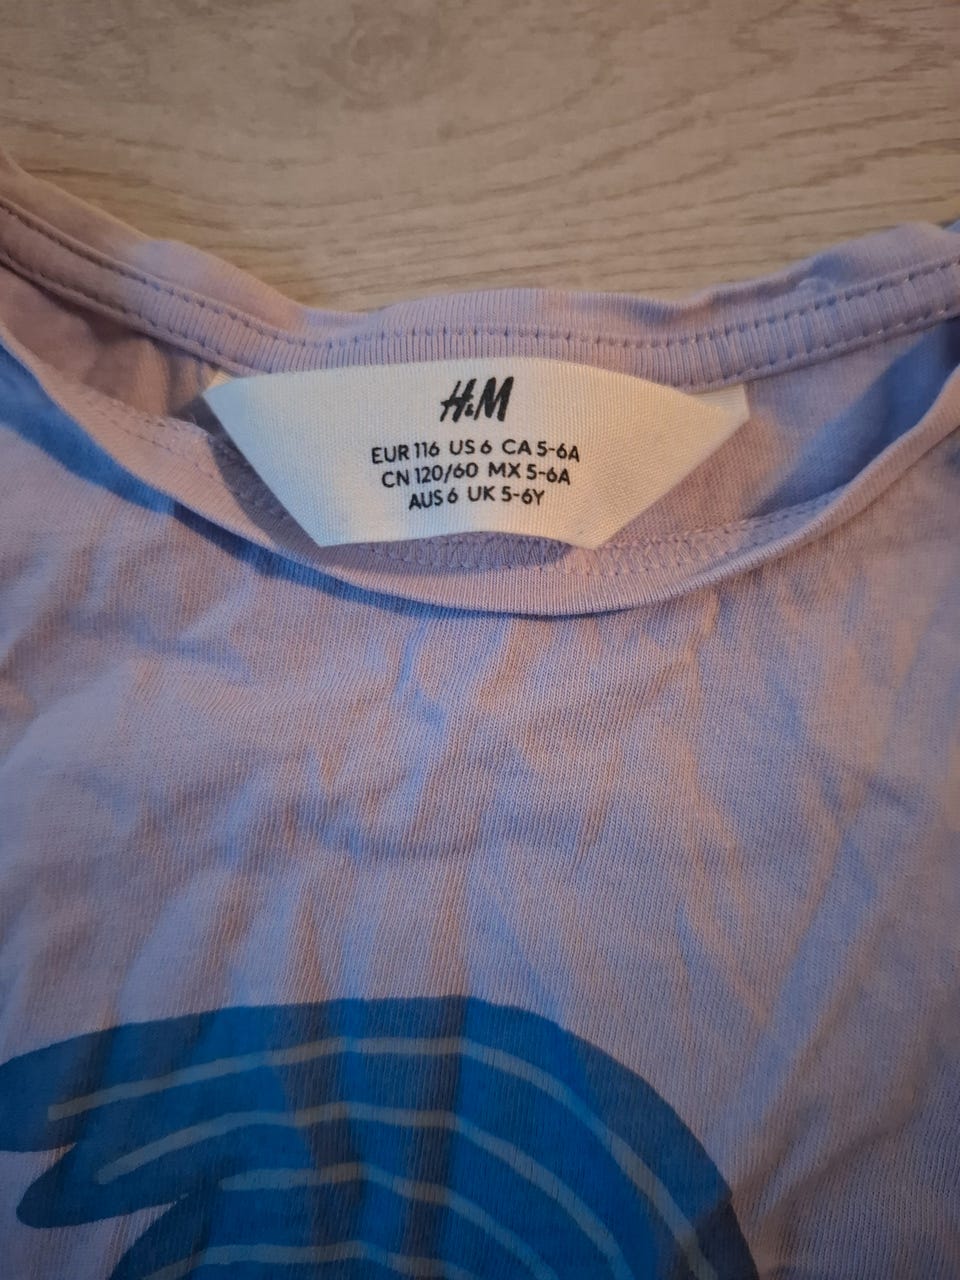 H&M
EUR 116 US 6 CA 5-6A
CN 120/60 MX 5-6A
AUS 6 UK 5-6Y